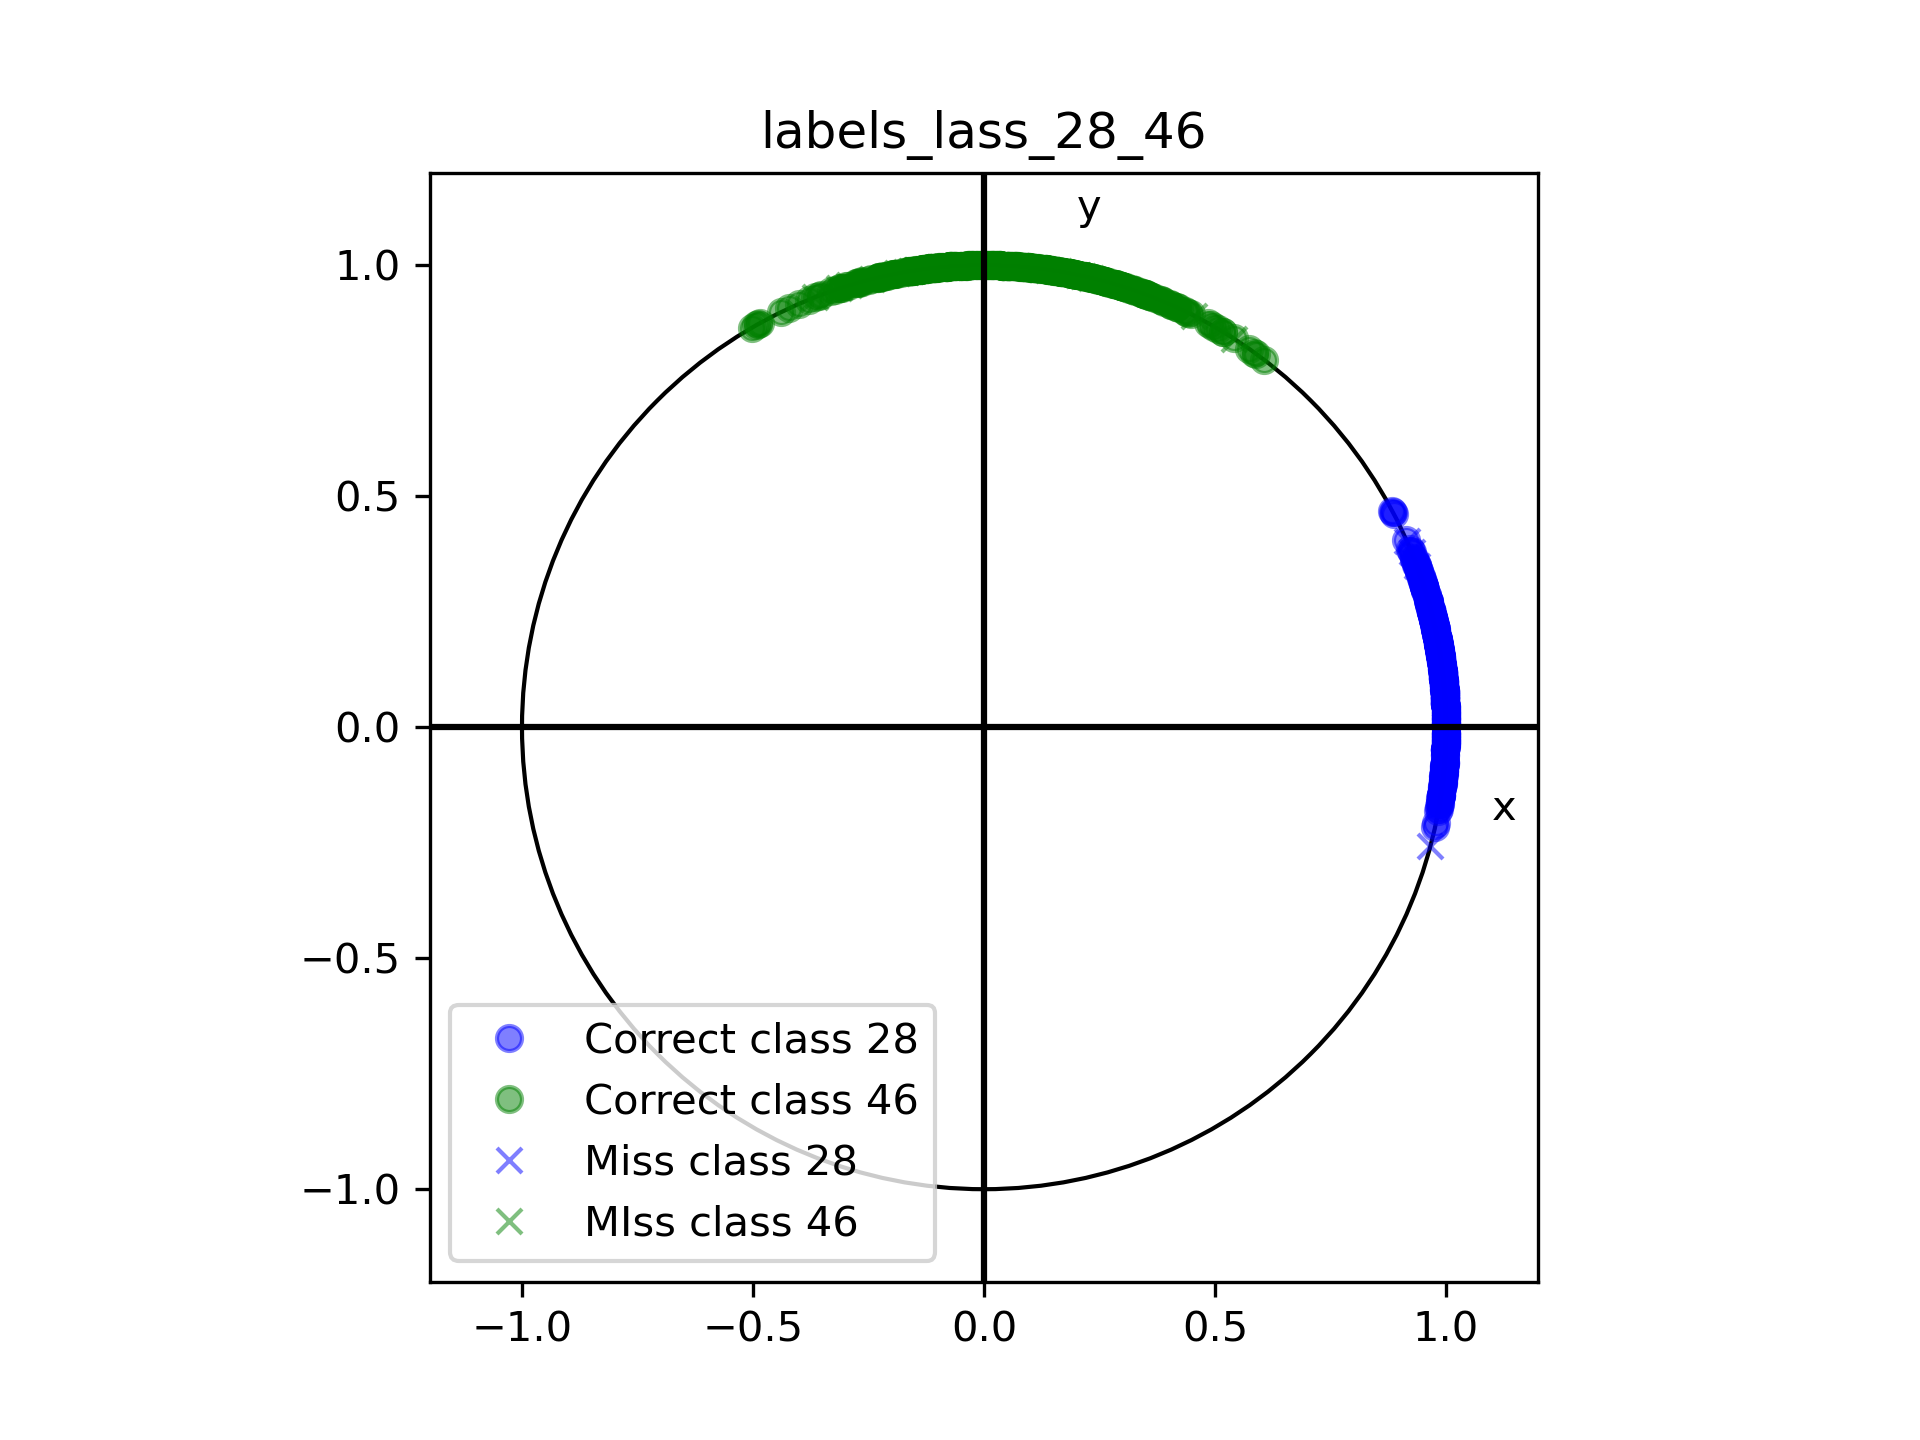 labels_lass_28_46
y
1.0
0.5
0.0
x
−0.5
−1.0
Correct class 28
Correct class 46
Miss class 28
MIss class 46
−1.0 −0.5 0.0 0.5 1.0